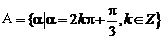 A = {α|α = 2kπ + π/3, k ∈ Z}